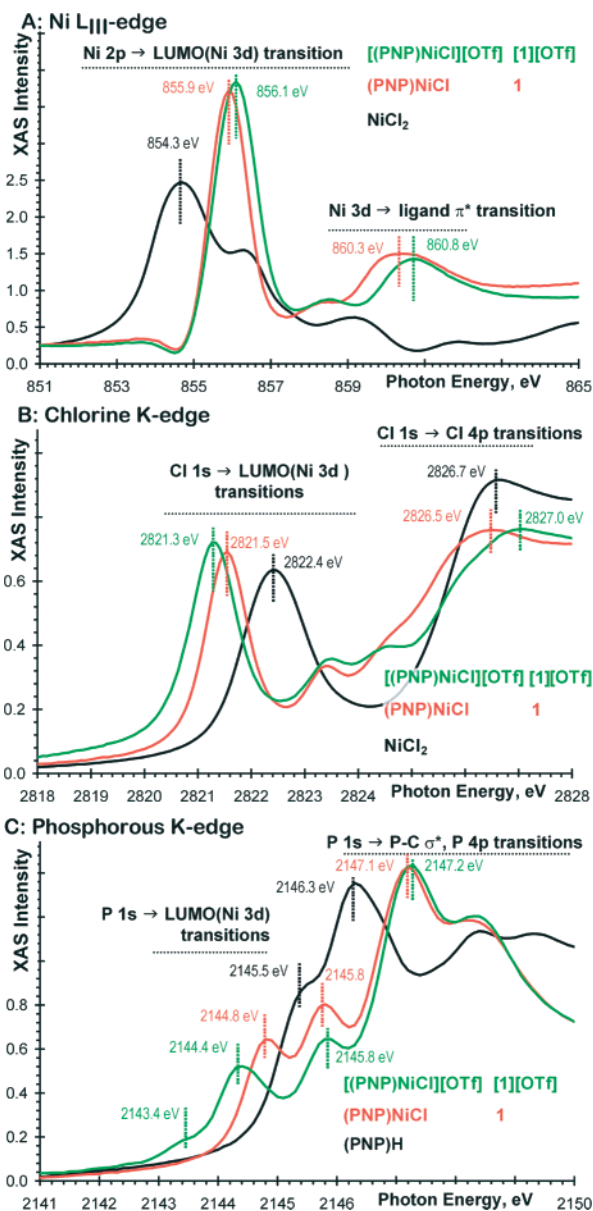 A: Ni LIII-edge
Ni 2p → LUMO(Ni 3d) transition
[(PNP)NiCl][OTf] [1][OTf]
855.9 eV
856.1 eV
(PNP)NiCl 1
NiCl2
854.3 eV
XAS Intensity
2.5
2.0
1.5
1.0
0.5
0.0
Ni 3d → ligand π* transition
860.3 eV
860.8 eV
Photon Energy, eV
851 853 855 857 859 865
B: Chlorine K-edge
Cl 1s → Cl 4p transitions
Cl 1s → LUMO(Ni 3d )
transitions
2826.7 eV
2826.5 eV
2827.0 eV
2821.3 eV
2821.5 eV
2822.4 eV
XAS Intensity
0.6
0.4
0.2
0.0
[(PNP)NiCl][OTf] [1][OTf]
(PNP)NiCl 1
NiCl2
Photon Energy, eV
2818 2819 2820 2821 2822 2823 2824 2828
C: Phosphorous K-edge
P 1s → P-C σ*, P 4p transitions
2147.1 eV
2147.2 eV
2146.3 eV
P 1s → LUMO(Ni 3d)
transitions
2145.5 eV
2145.8
2144.8 eV
2144.4 eV
2145.8 eV
2143.4 eV
XAS Intensity
0.8
0.6
0.4
0.2
0.0
[(PNP)NiCl][OTf] [1][OTf]
(PNP)NiCl 1
(PNP)H
Photon Energy, eV
2141 2142 2143 2144 2145 2146 2150